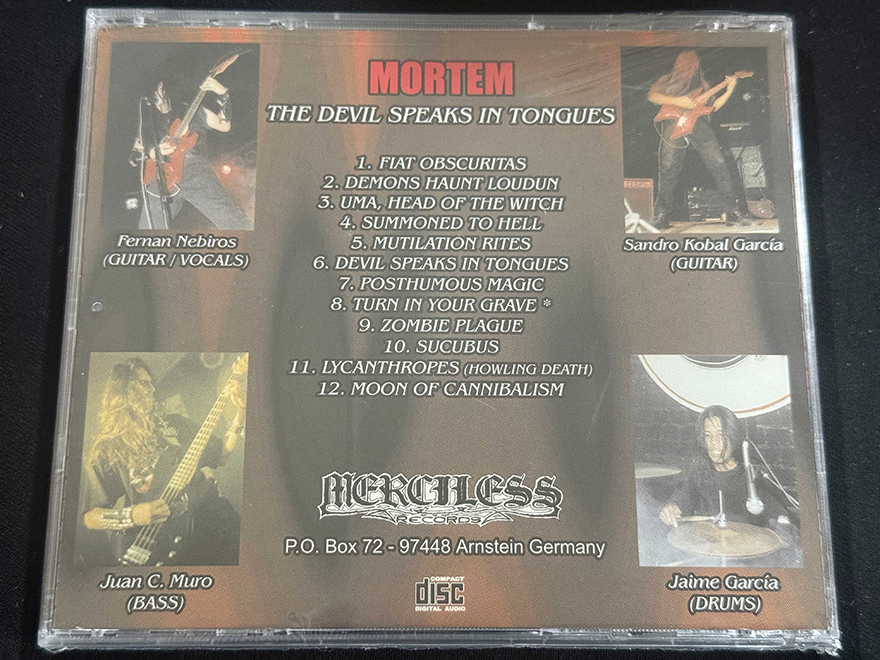 MORTEM
THE DEVIL SPEAKS IN TONGUES
1. FIAT OBSCURITAS
2. DEMONS HAUNT LOUDUN
3. UMA, HEAD OF THE WITCH
4. SUMMONED TO HELL
5. MUTILATION RITES
6. DEVIL SPEAKS IN TONGUES
7. POSTHUMOUS MAGIC
8. TURN IN YOUR GRAVE *
9. ZOMBIE PLAGUE
10. SUCUBUS
11. LYCANTHROPES (HOWLING DEATH)
12. MOON OF CANNIBALISM
Fernan Nebiros
(GUITAR / VOCALS)
Sandro Kobal García
(GUITAR)
Juan C. Muro
(BASS)
Jaime García
(DRUMS)
MERCILESS
RECORDS
P.O. Box 72 - 97448 Arnstein Germany
COMPACT
disc
DIGITAL AUDIO